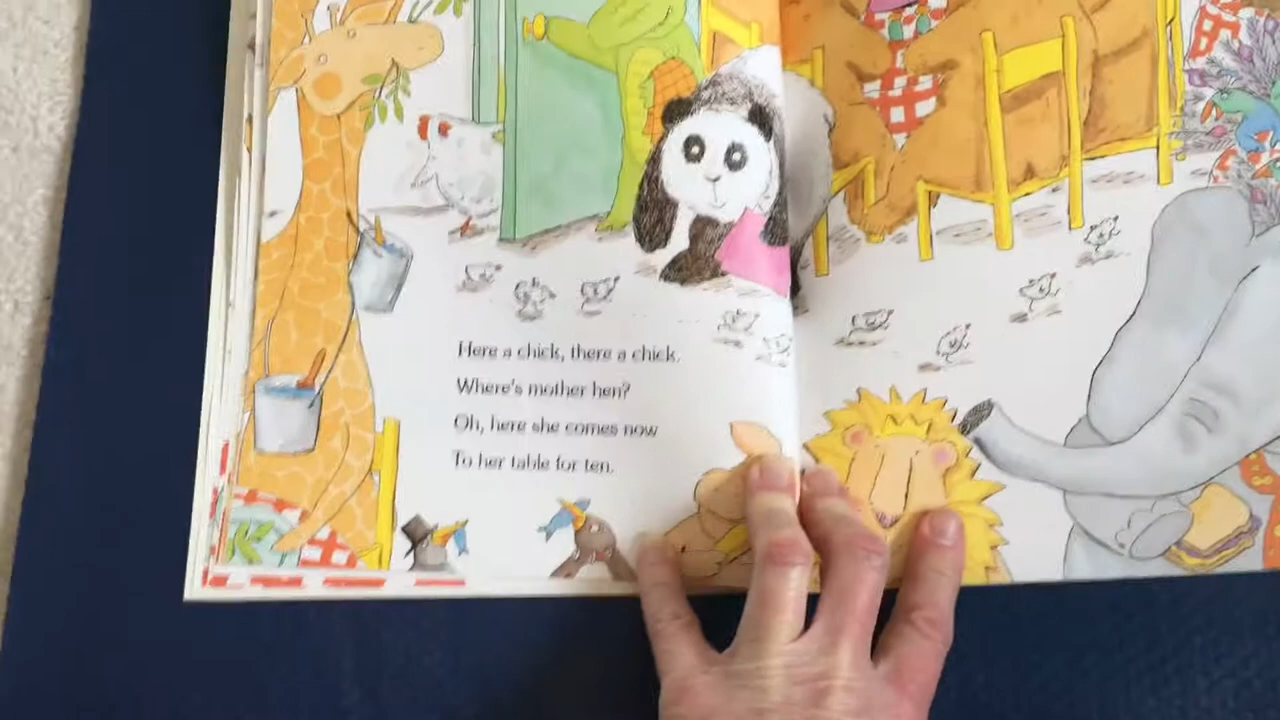 Here a chick, there a chick.
Where's mother hen?
Oh, here she comes now
To her table for ten.